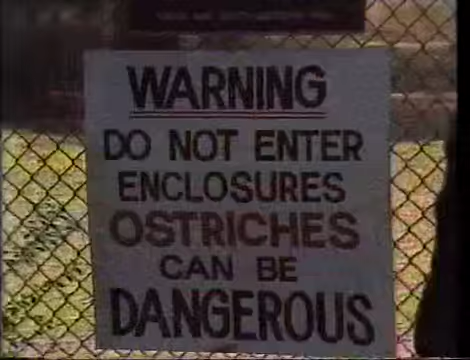 WARNING
DO NOT ENTER
ENCLOSURES
OSTRICHES
CAN BE
DANGEROUS